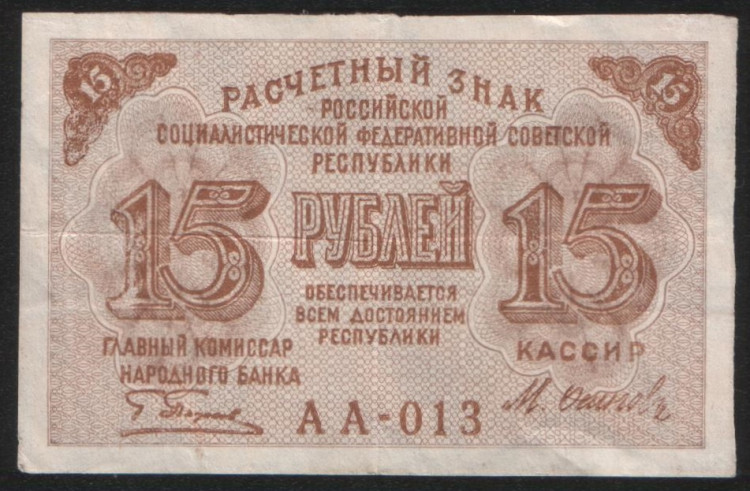 15 15
РАСЧЕТНЫЙ ЗНАК
РОССИЙСКОЙ
СОЦИАЛИСТИЧЕСКОЙ ФЕДЕРАТИВНОЙ СОВЕТСКОЙ
РЕСПУБЛИКИ
15 РУБЛЕЙ 15
ОБЕСПЕЧИВАЕТСЯ
ВСЕМ ДОСТОЯНИЕМ
РЕСПУБЛИКИ
ГЛАВНЫЙ КОМИССАР
НАРОДНОГО БАНКА
КАССИР
АА-013
М. Осипов